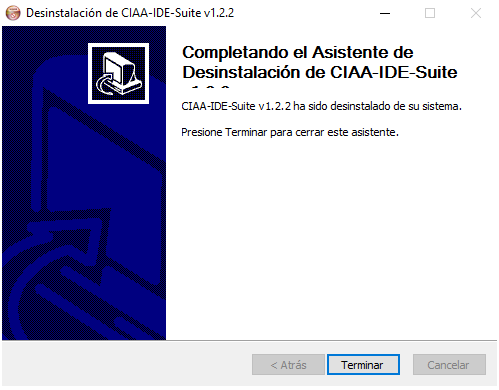 Desinstalación de CIAA-IDE-Suite v1.2.2
Completando el Asistente de
Desinstalación de CIAA-IDE-Suite
CIAA-IDE-Suite v1.2.2 ha sido desinstalado de su sistema.
Presione Terminar para cerrar este asistente.
< Atrás
Terminar
Cancelar